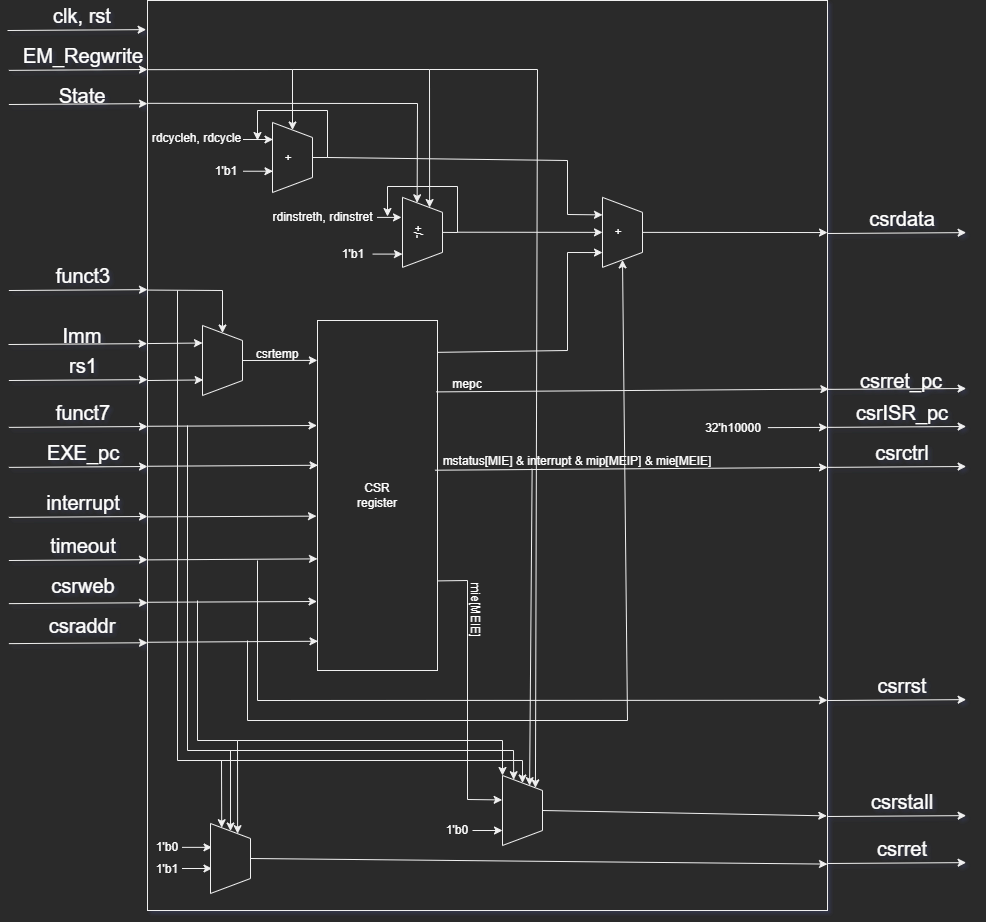 clk, rst
EM_Regwrite
State
rdcycleh, rdcycle
+
1'b1
rdinstreth, rdinstret
+/-
1'b1
+
csrdata
funct3
Imm
rs1
csrtemp
funct7
EXE_pc
interrupt
timeout
csrweb
csraddr
CSR
register
mepc
csrret_pc
32'h10000
csrISR_pc
mstatus[MIE] & interrupt & mip[MEIP] & mie[MEIE]
csrctrl
mie[MEIE]
csrrst
1'b0
csrstall
1'b0
1'b1
csrret